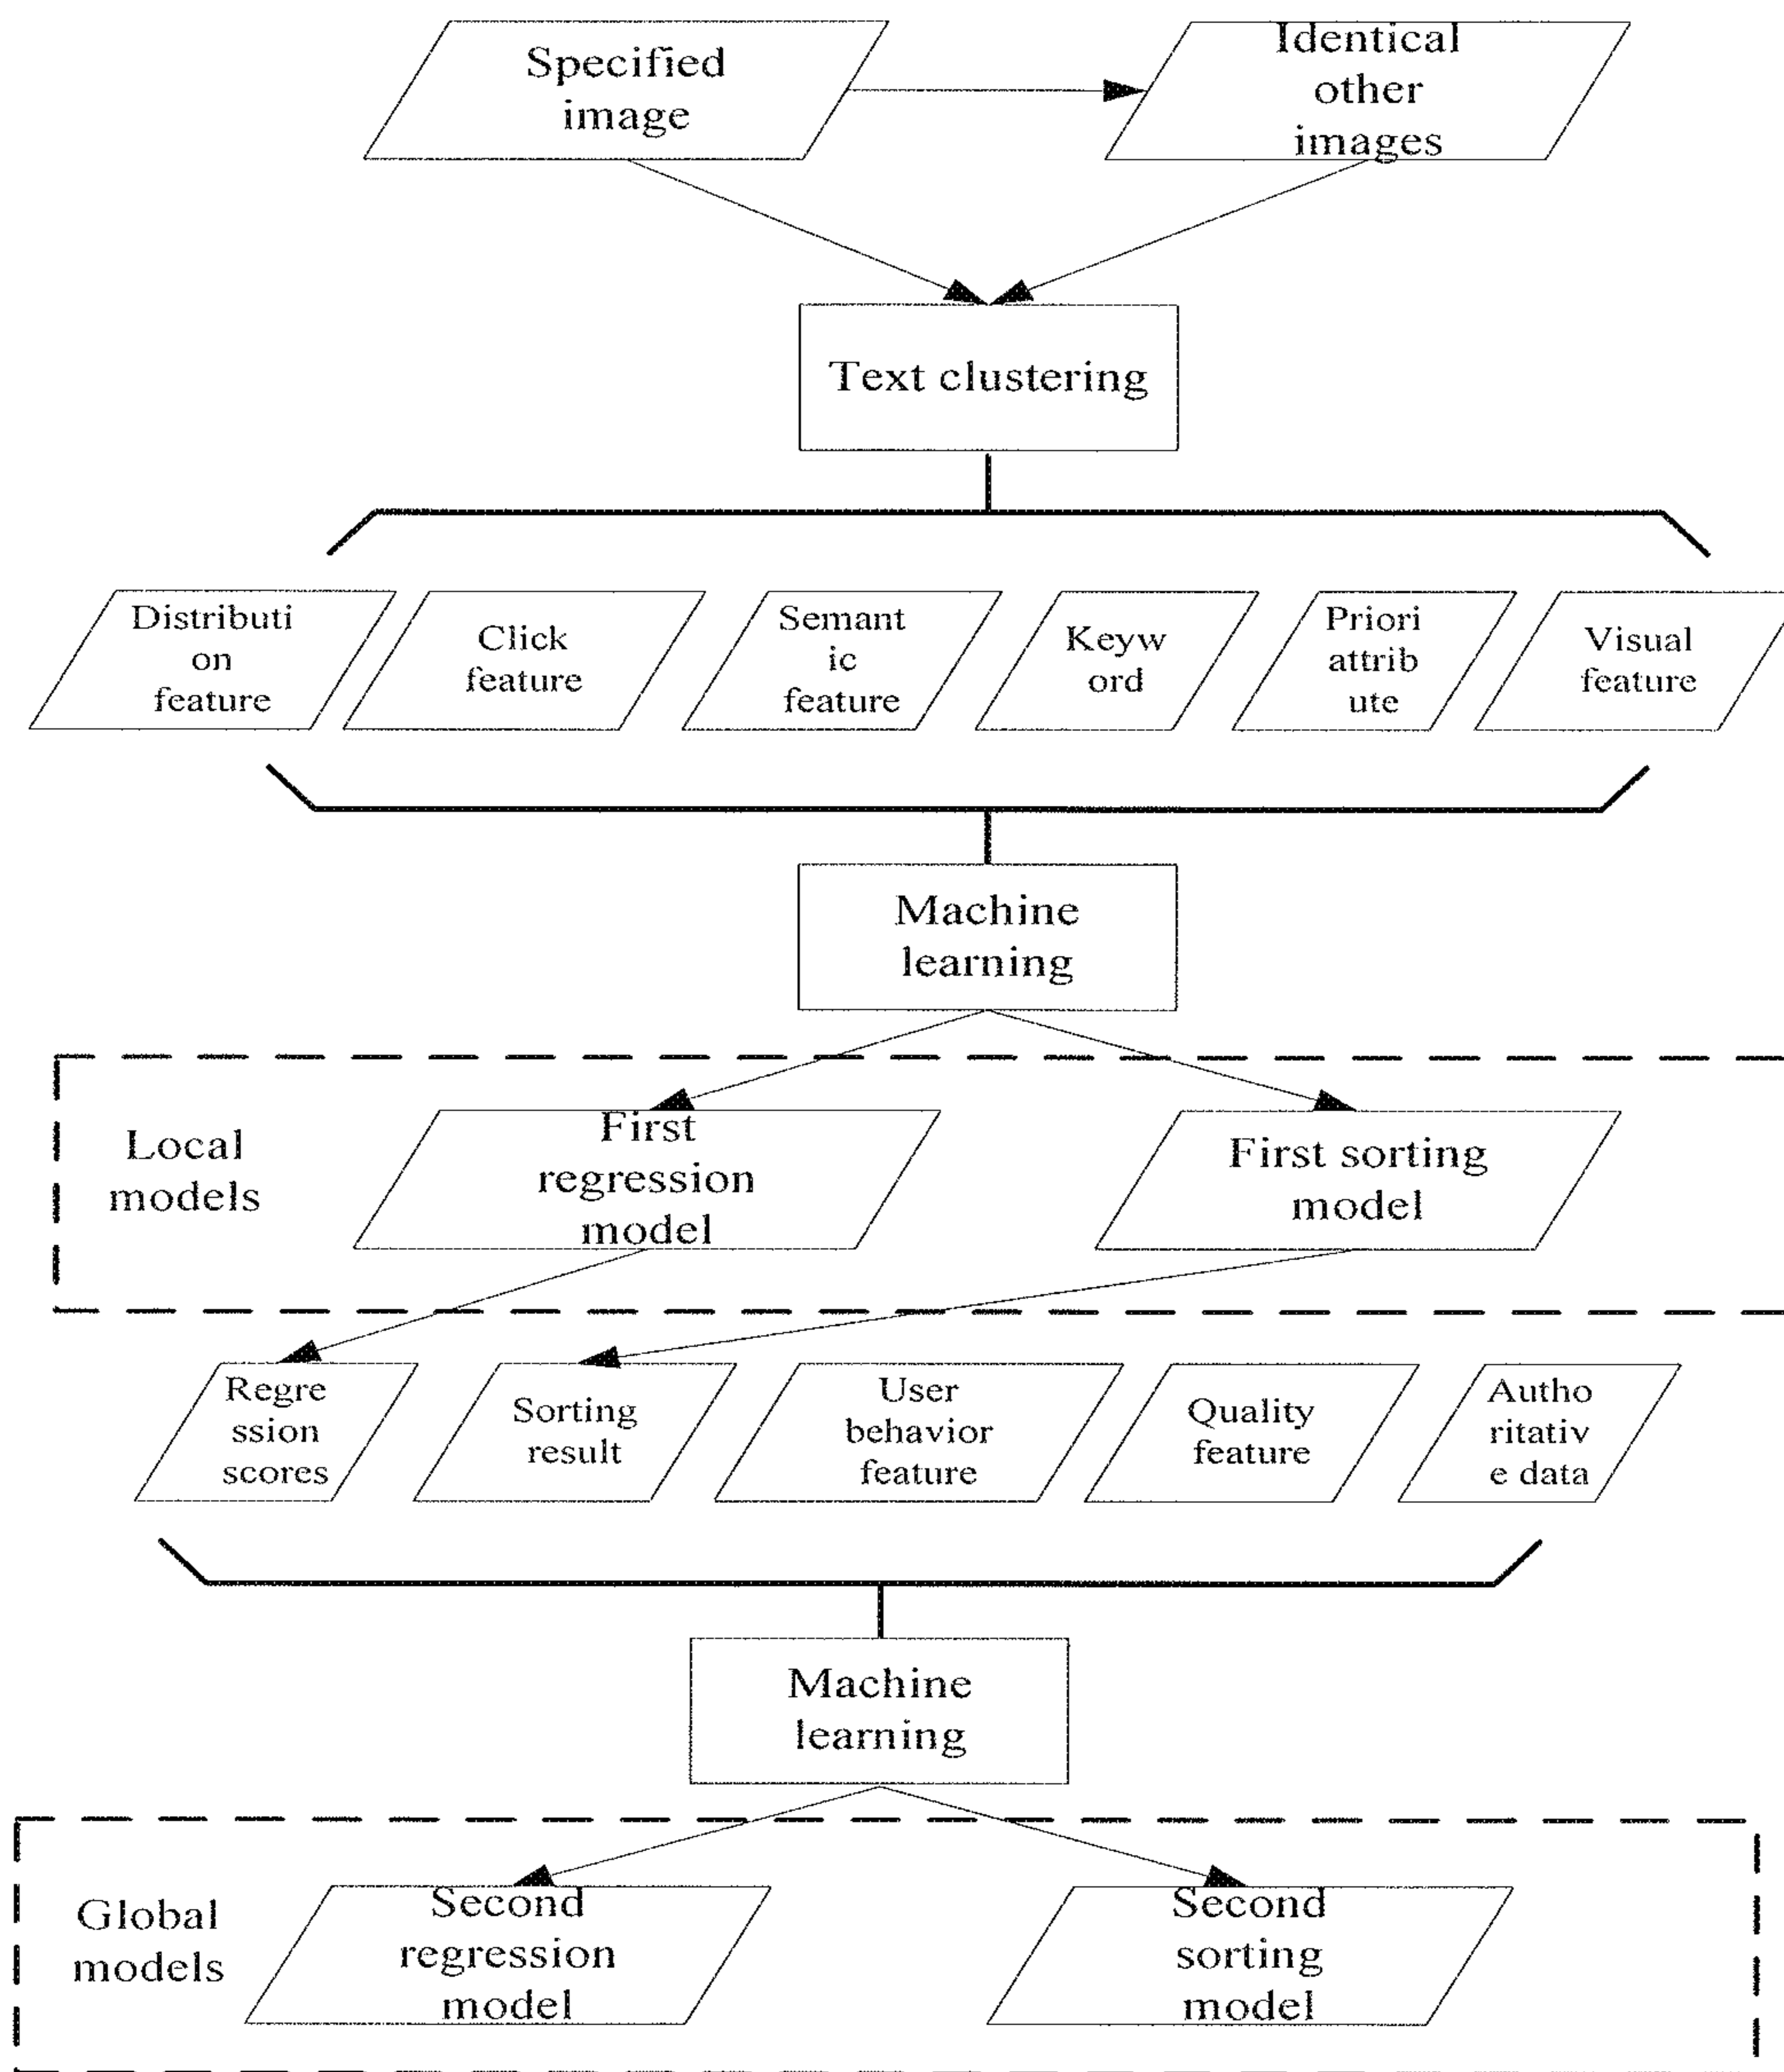 Specified
image
Identical
other
images
Text clustering
Distributi
on
feature
Click
feature
Semant
ic
feature
Keyw
ord
Priori
attrib
ute
Visual
feature
Machine
learning
Local
models
First
regression
model
First sorting
model
Regre
ssion
scores
Sorting
result
User
behavior
feature
Quality
feature
Autho
ritativ
e data
Machine
learning
Global
models
Second
regression
model
Second
sorting
model